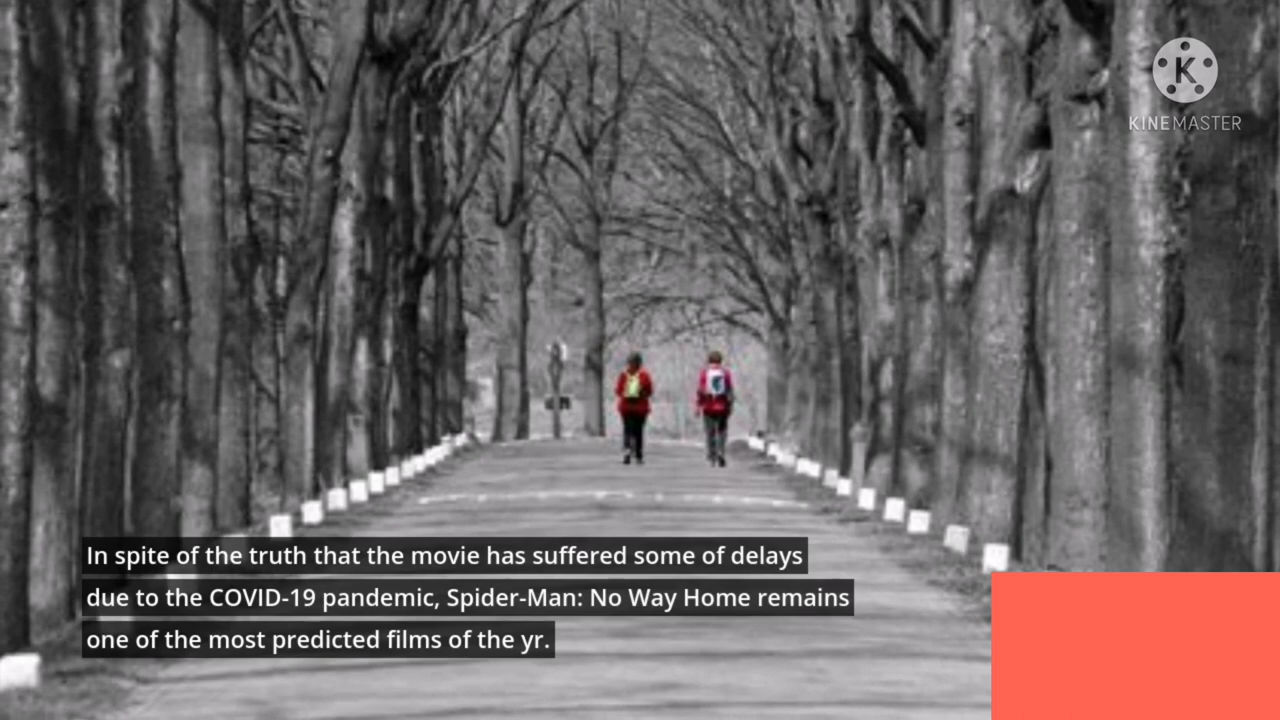 K
KINEMASTER
In spite of the truth that the movie has suffered some of delays
due to the COVID-19 pandemic, Spider-Man: No Way Home remains
one of the most predicted films of the yr.